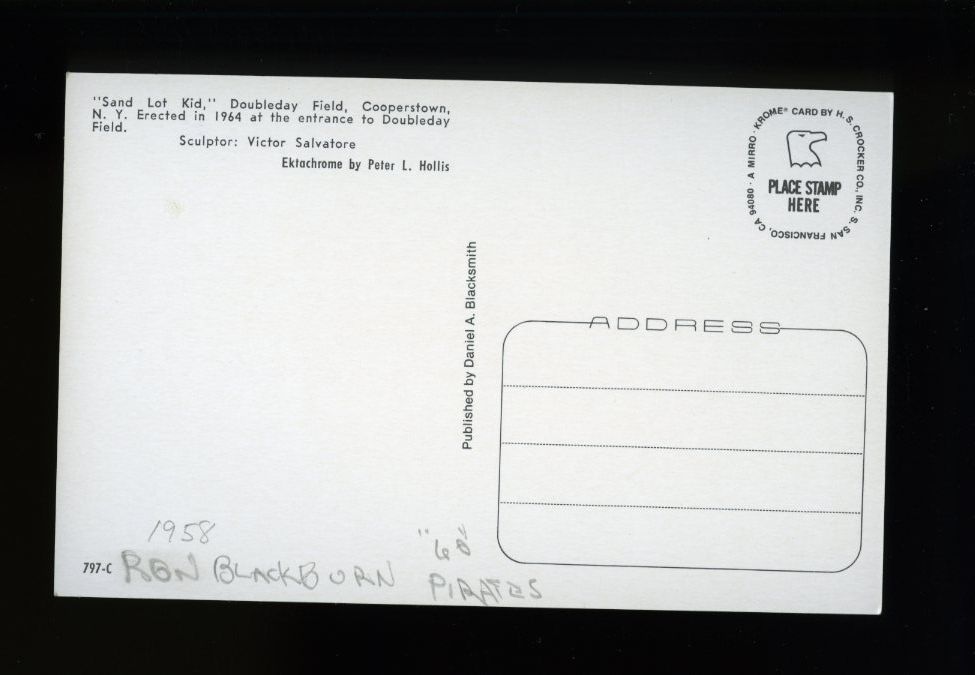 "Sand Lot Kid," Doubleday Field, Cooperstown,
N. Y. Erected in 1964 at the entrance to Doubleday
Field.
Sculptor: Victor Salvatore
Ektachrome by Peter L. Hollis
A MIRRO-KROME® CARD BY H. S. CROCKER CO., INC. S. SAN FRANCISCO, CA 94080 ·
PLACE STAMP
HERE
Published by Daniel A. Blacksmith
ADDRESS
1958
"60"
797-C
RON BLACKBURN
PIRATES